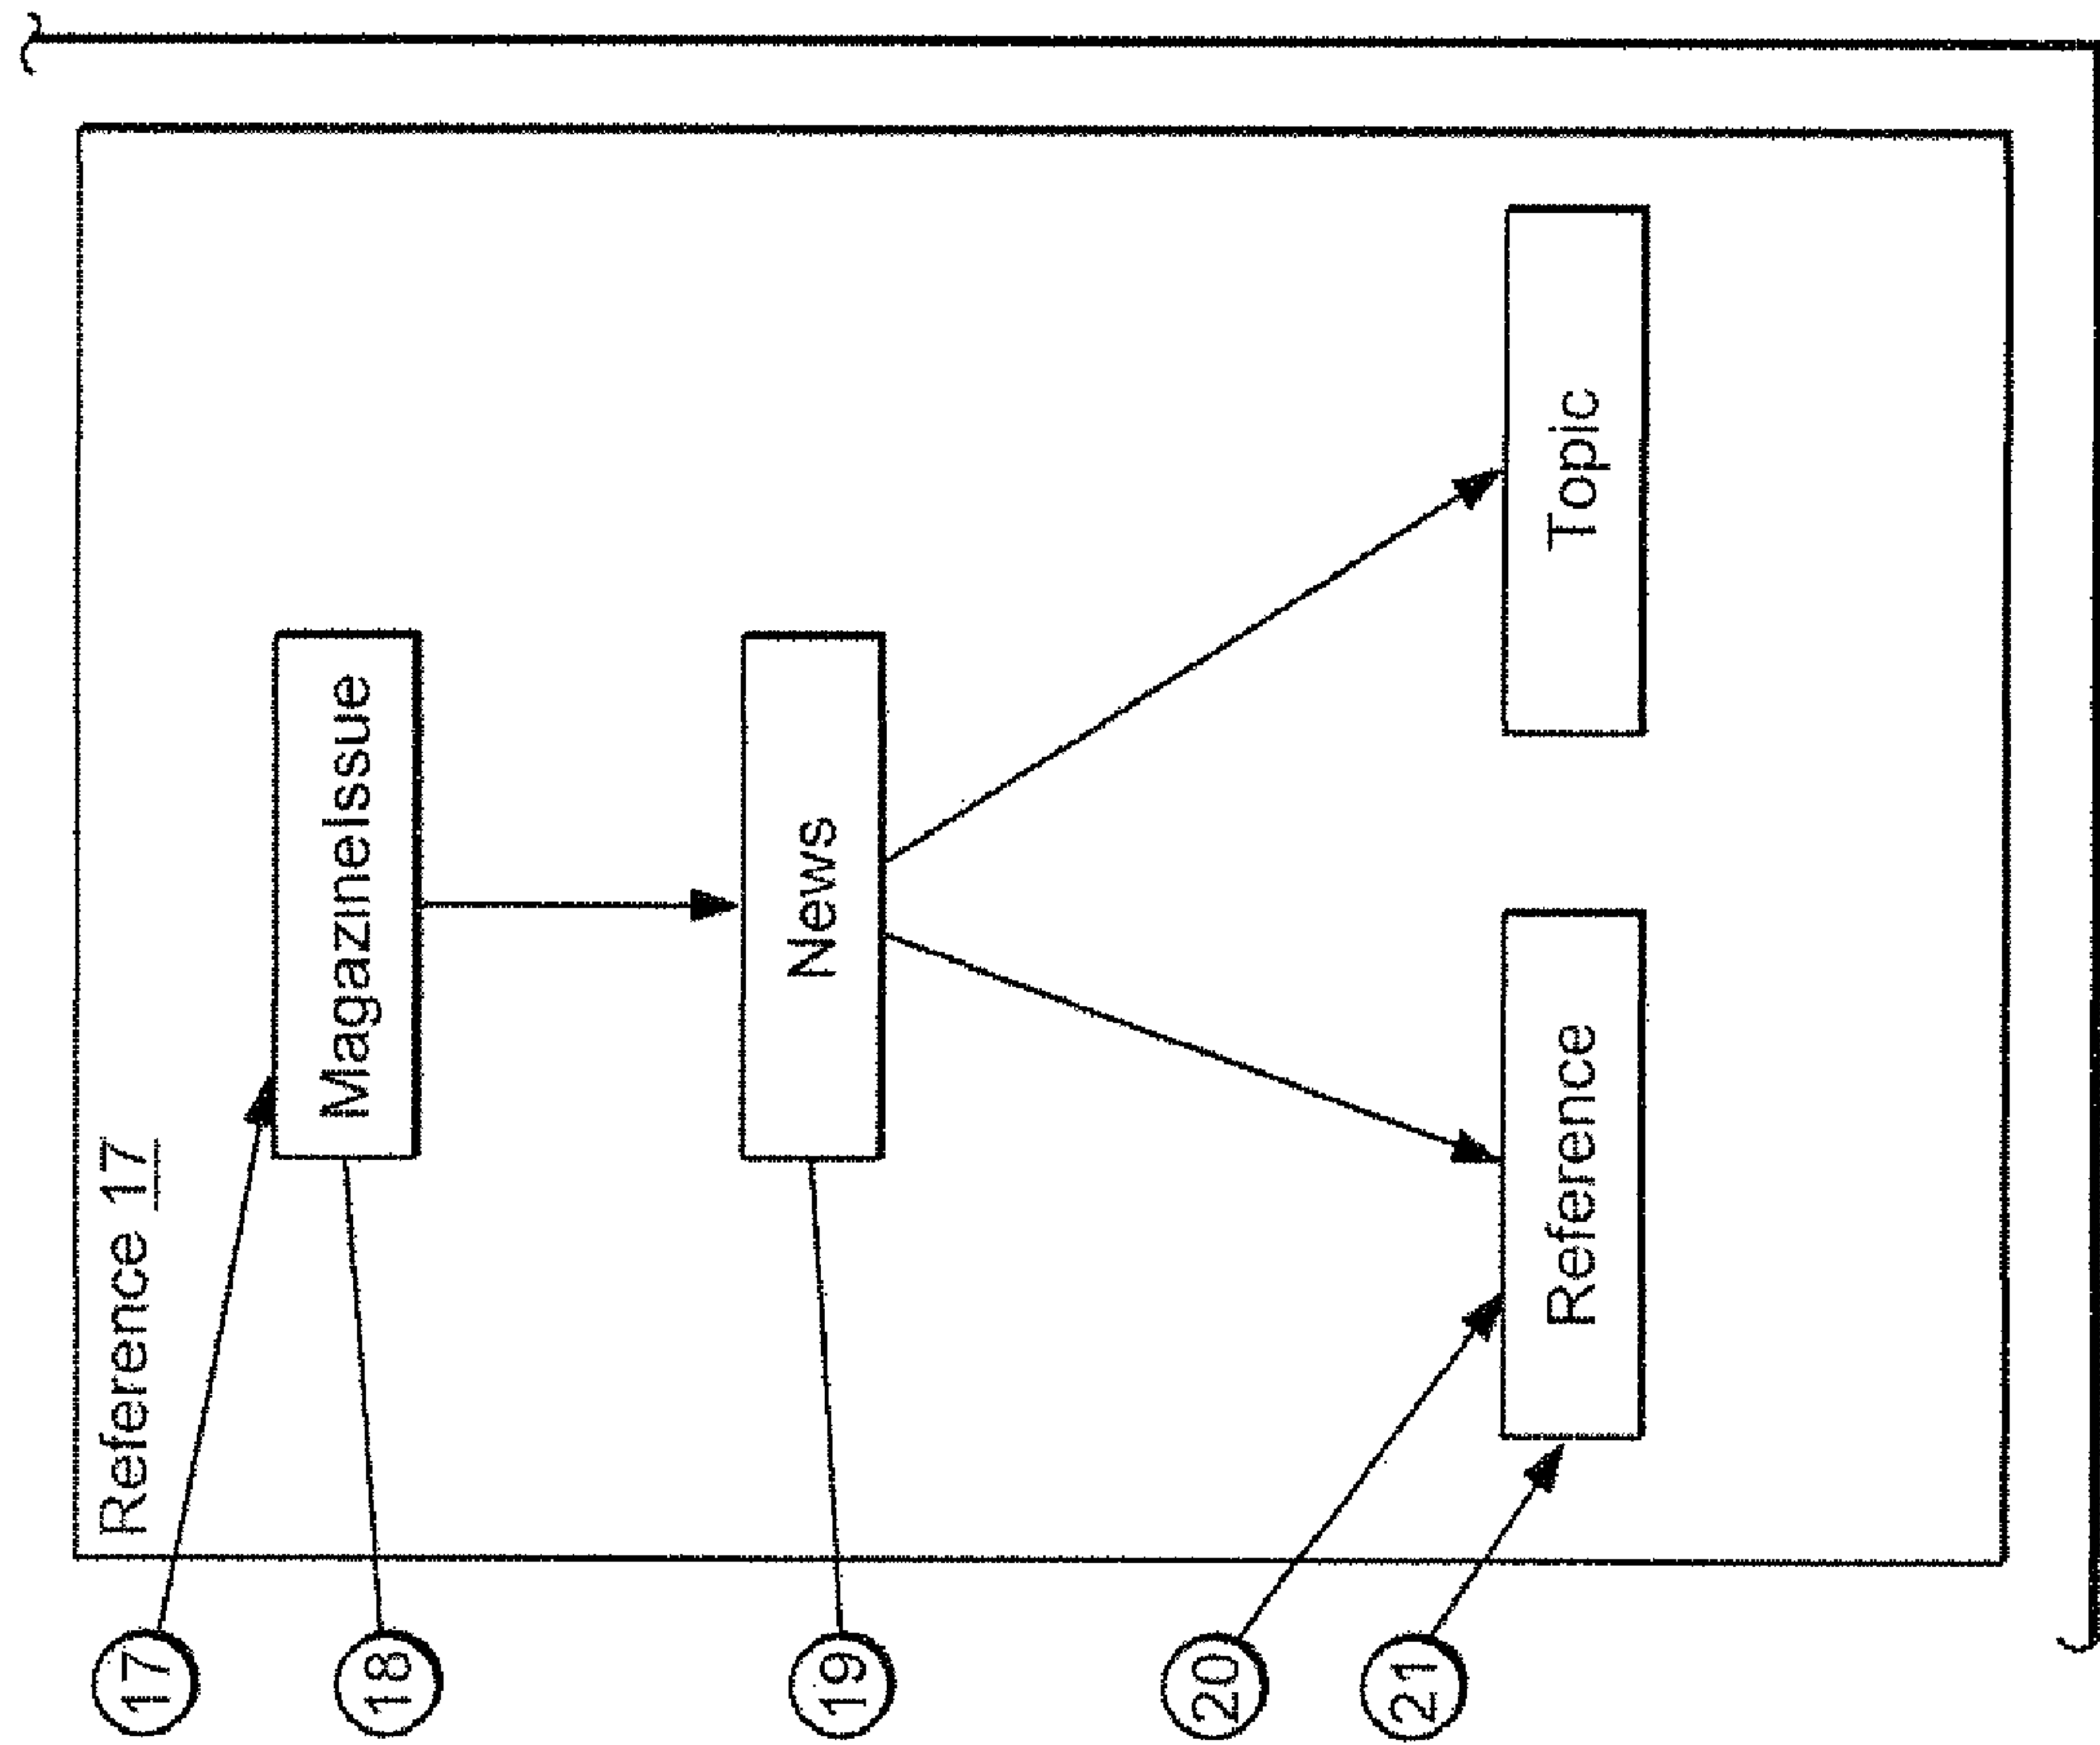 Reference 17
MagazineIssue
News
Reference
Topic
17
18
19
20
21